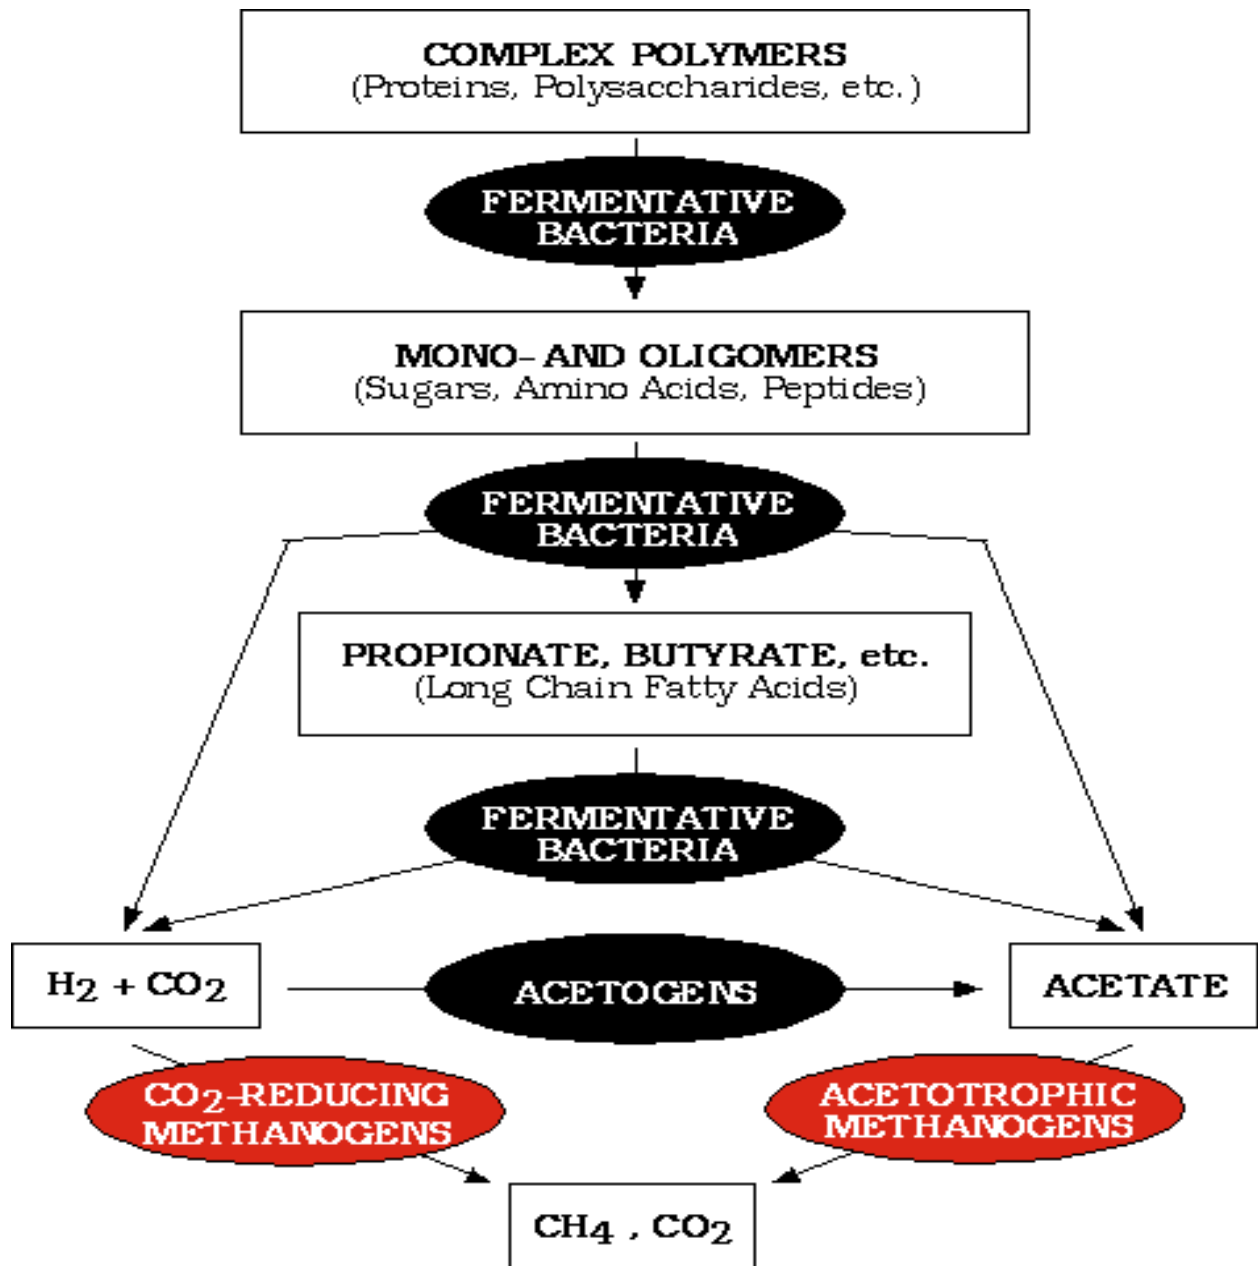 COMPLEX POLYMERS
(Proteins, Polysaccharides, etc.)
FERMENTATIVE
BACTERIA
MONO- AND OLIGOMERS
(Sugars, Amino Acids, Peptides)
FERMENTATIVE
BACTERIA
PROPIONATE, BUTYRATE, etc.
(Long Chain Fatty Acids)
FERMENTATIVE
BACTERIA
H2 + CO2
ACETOGENS
ACETATE
CO2-REDUCING
METHANOGENS
ACETOTROPHIC
METHANOGENS
CH4 , CO2